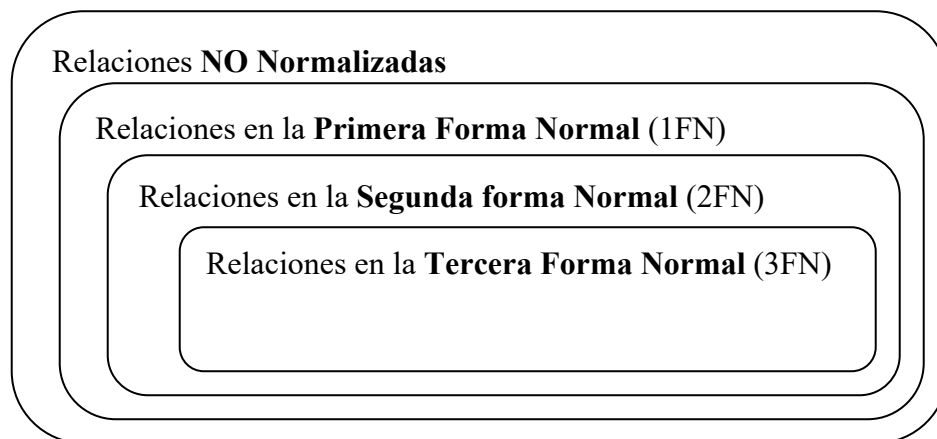 Relaciones NO Normalizadas
Relaciones en la Primera Forma Normal (1FN)
Relaciones en la Segunda forma Normal (2FN)
Relaciones en la Tercera Forma Normal (3FN)